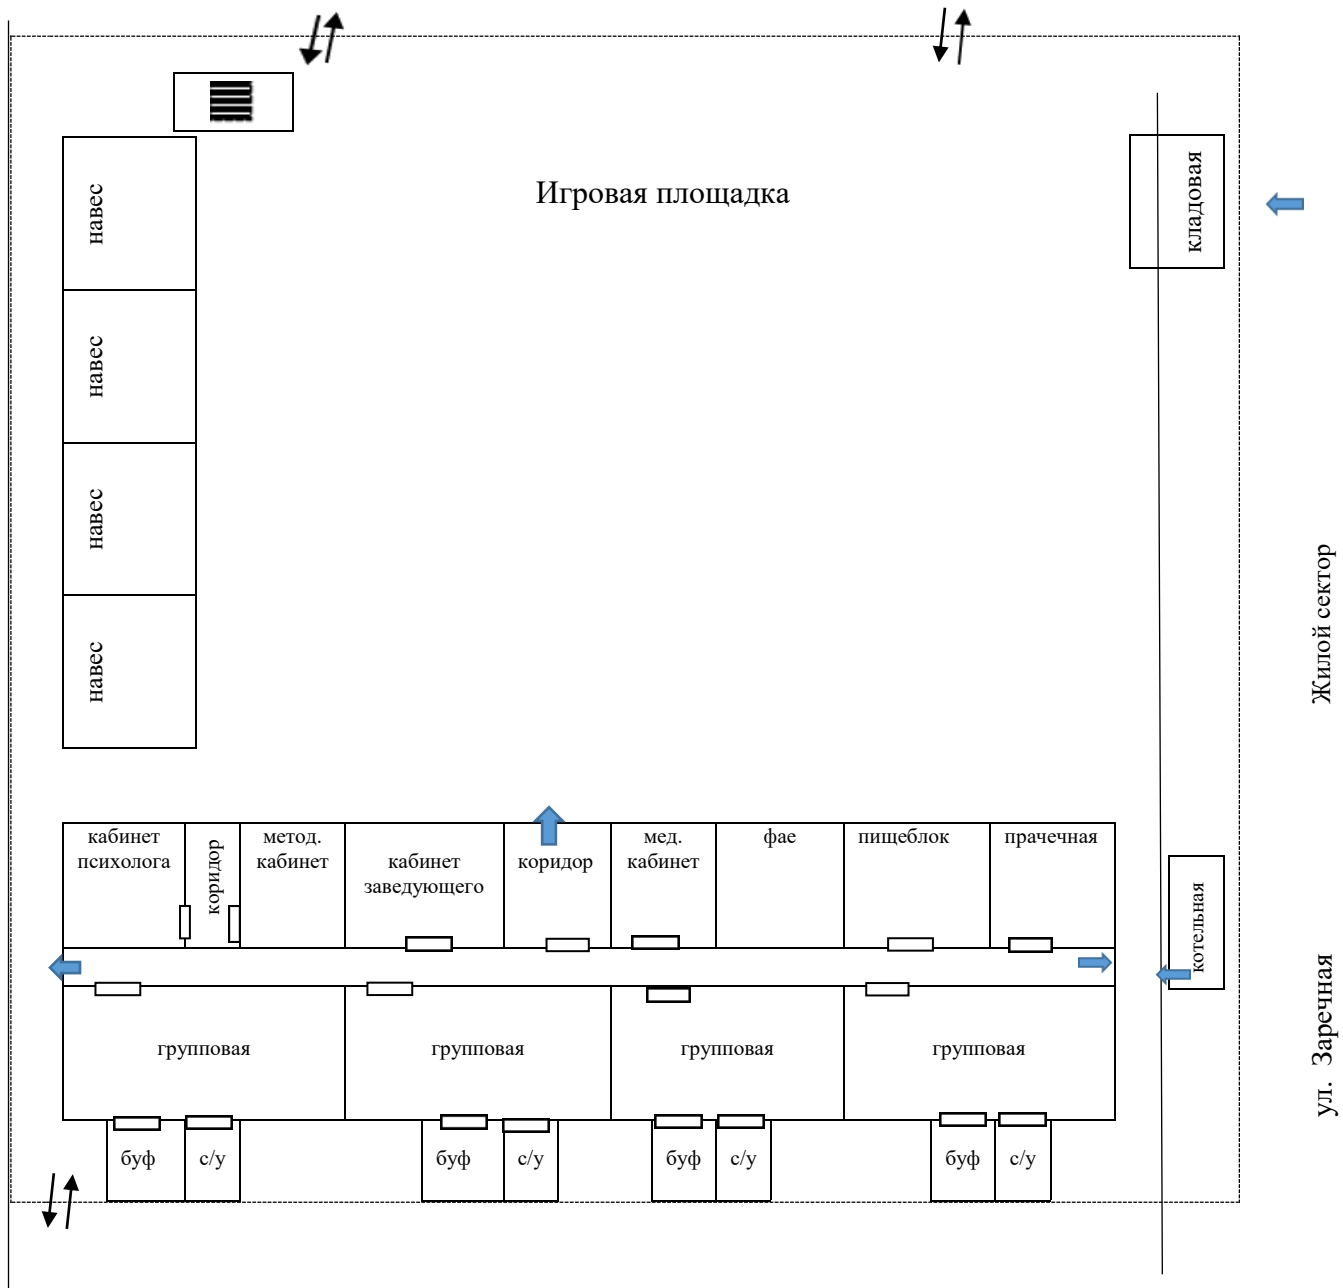 Игровая площадка
кладовая
навес
навес
навес
навес
Жилой сектор
кабинет
психолога
коридор
метод.
кабинет
кабинет
заведующего
коридор
мед.
кабинет
фае
пищеблок
прачечная
котельная
ул. Заречная
групповая
групповая
групповая
групповая
буф
с/у
буф
с/у
буф
с/у
буф
с/у